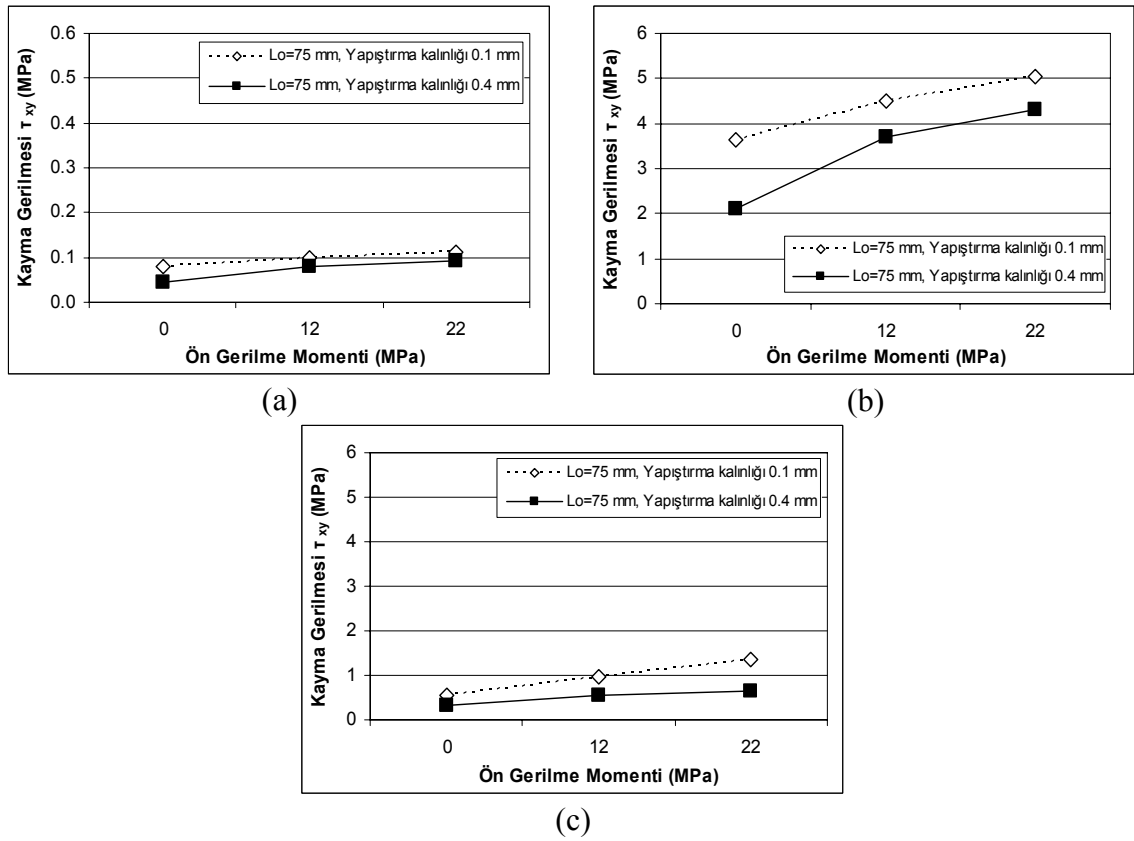 0.6
0.5
0.4
0.3
0.2
0.1
0.0
Kayma Gerilmesi τ xy (MPa)
Lo=75 mm, Yapıştırma kalınlığı 0.1 mm
Lo=75 mm, Yapıştırma kalınlığı 0.4 mm
0 12 22
Ön Gerilme Momenti (MPa)
(a)
6
5
4
3
2
1
0
Kayma Gerilmesi τ xy (MPa)
Lo=75 mm, Yapıştırma kalınlığı 0.1 mm
Lo=75 mm, Yapıştırma kalınlığı 0.4 mm
0 12 22
Ön Gerilme Momenti (MPa)
(b)
6
5
4
3
2
1
0
Kayma Gerilmesi τ xy (MPa)
Lo=75 mm, Yapıştırma kalınlığı 0.1 mm
Lo=75 mm, Yapıştırma kalınlığı 0.4 mm
0 12 22
Ön Gerilme Momenti (MPa)
(c)